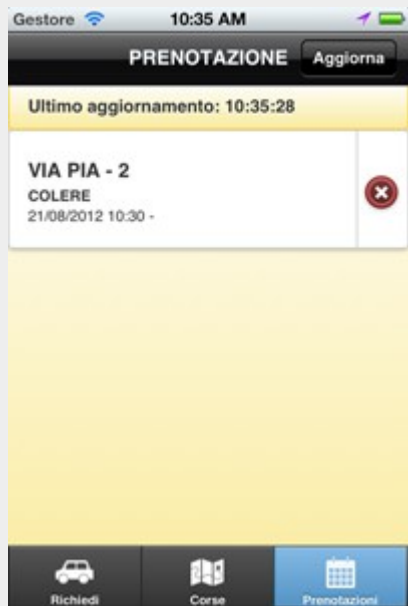 Gestore 10:35 AM
PRENOTAZIONE Aggiorna
Ultimo aggiornamento: 10:35:28
VIA PIA - 2
COLERE
21/08/2012 10:30 -
Richiedi Corse Prenotazioni